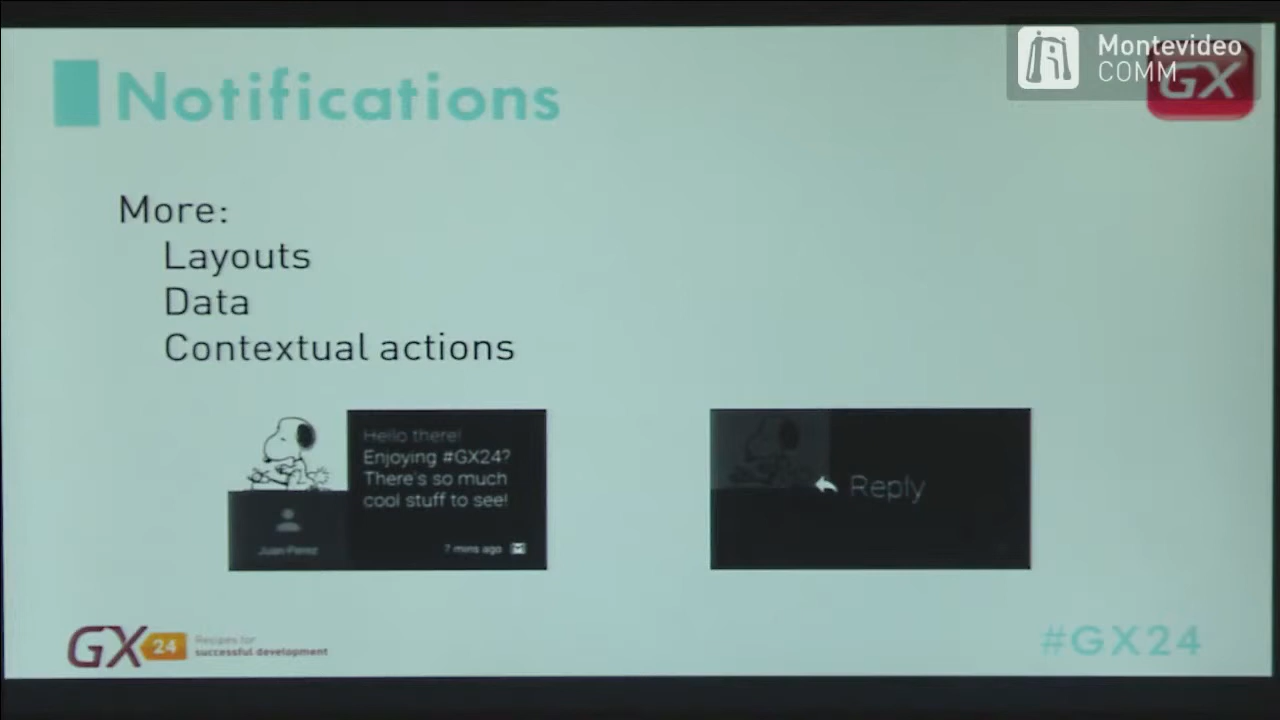 Montevideo
COMM
GX
Notifications
More:
Layouts
Data
Contextual actions
Hello there!
Enjoying #GX24?
There's so much
cool stuff to see!
Juan Perez
7 mins ago
Reply
GX 24
Recipes for
successful development
#GX24